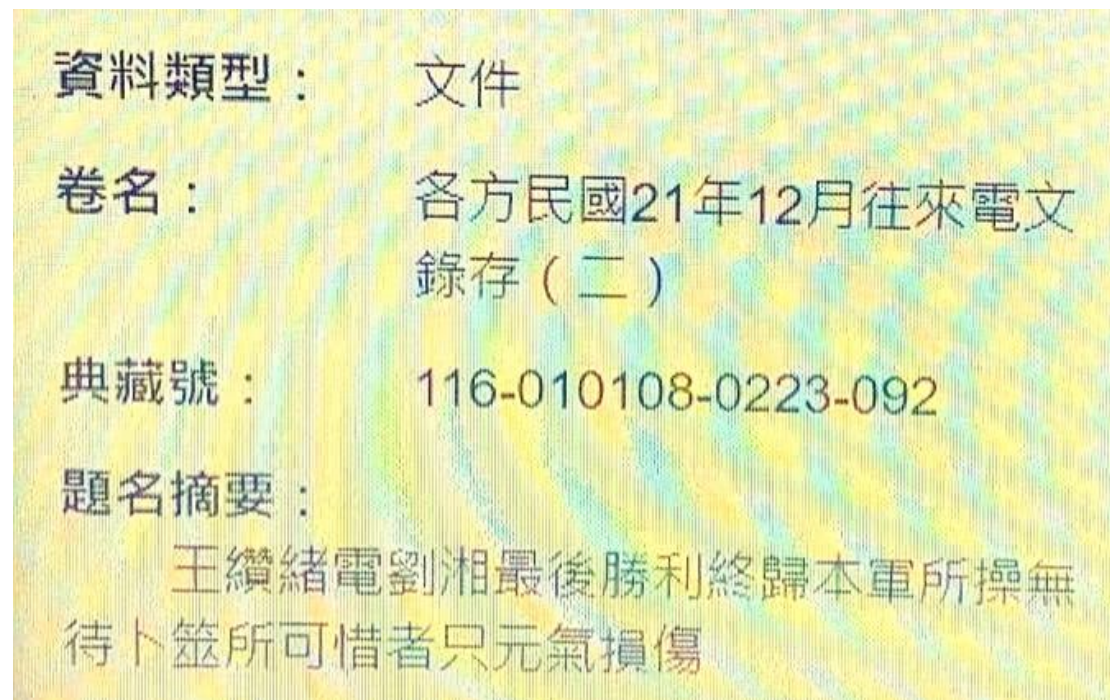 資料類型： 文件
卷名： 各方民國21年12月往來電文
錄存（二）
典藏號： 116-010108-0223-092
題名摘要：
王纘緒電劉湘最後勝利終歸本軍所操無
待卜筮所可惜者只元氣損傷